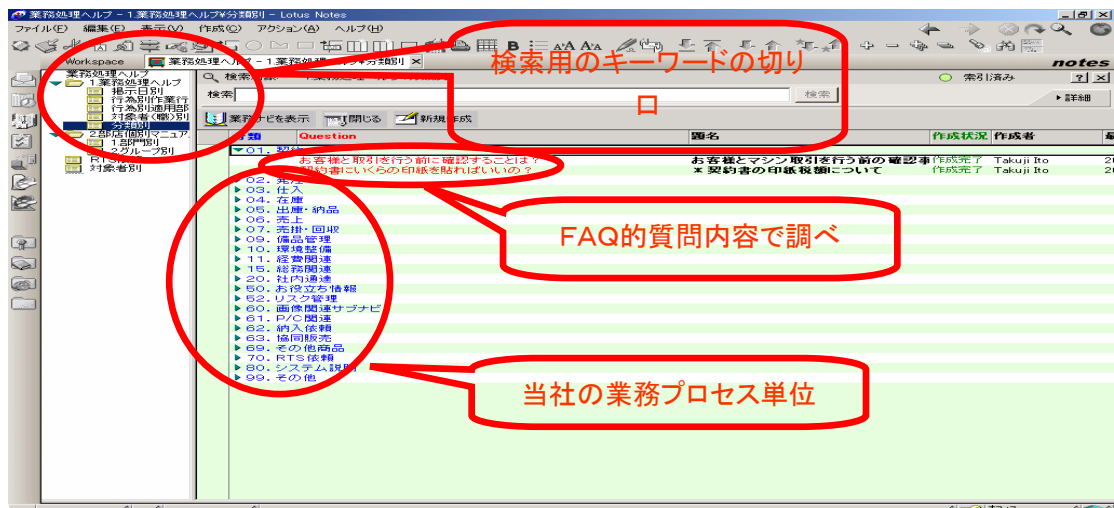 業務処理ヘルプ - 1.業務処理ヘルプ¥分類別 - Lotus Notes
ファイル(F) 編集(E) 表示(V) 作成(C) アクション(A) ヘルプ(H)
Workspace
notes
業務処理ヘルプ
1.業務処理ヘルプ
掲示日別
行為別作業行
行為別適用部
対象者(職)別
分類別
2.部店個別マニュア
1.部門別
2.グループ別
対象者別
検索用のキーワードの切り
口
索引済み
検索
検索
詳細
業務ナビを表示 閉じる 新規作成
分類 Question 題名 作成状況 作成者
01.契約
お客様と取引を行う前に確認することは? お客様とマシン取引を行う前の確認事 作成完了 Takuji Ito
契約書にいくらの印紙を貼ればいいの? *契約書の印紙税額について 作成完了 Takuji Ito
03.仕入
04.在庫
05.出庫・納品
06.売上
07.売掛・回収
09.備品管理
10.環境整備
11.経費関連
15.総務関連
20.社内通達
50.お役立ち情報
52.リスク管理
60.画像関連サブナビ
61.P/C関連
62.納入依頼
63.協同販売
69.その他商品
70.RTS依頼
80.システム説明
99.その他
FAQ的質問内容で調べ
当社の業務プロセス単位